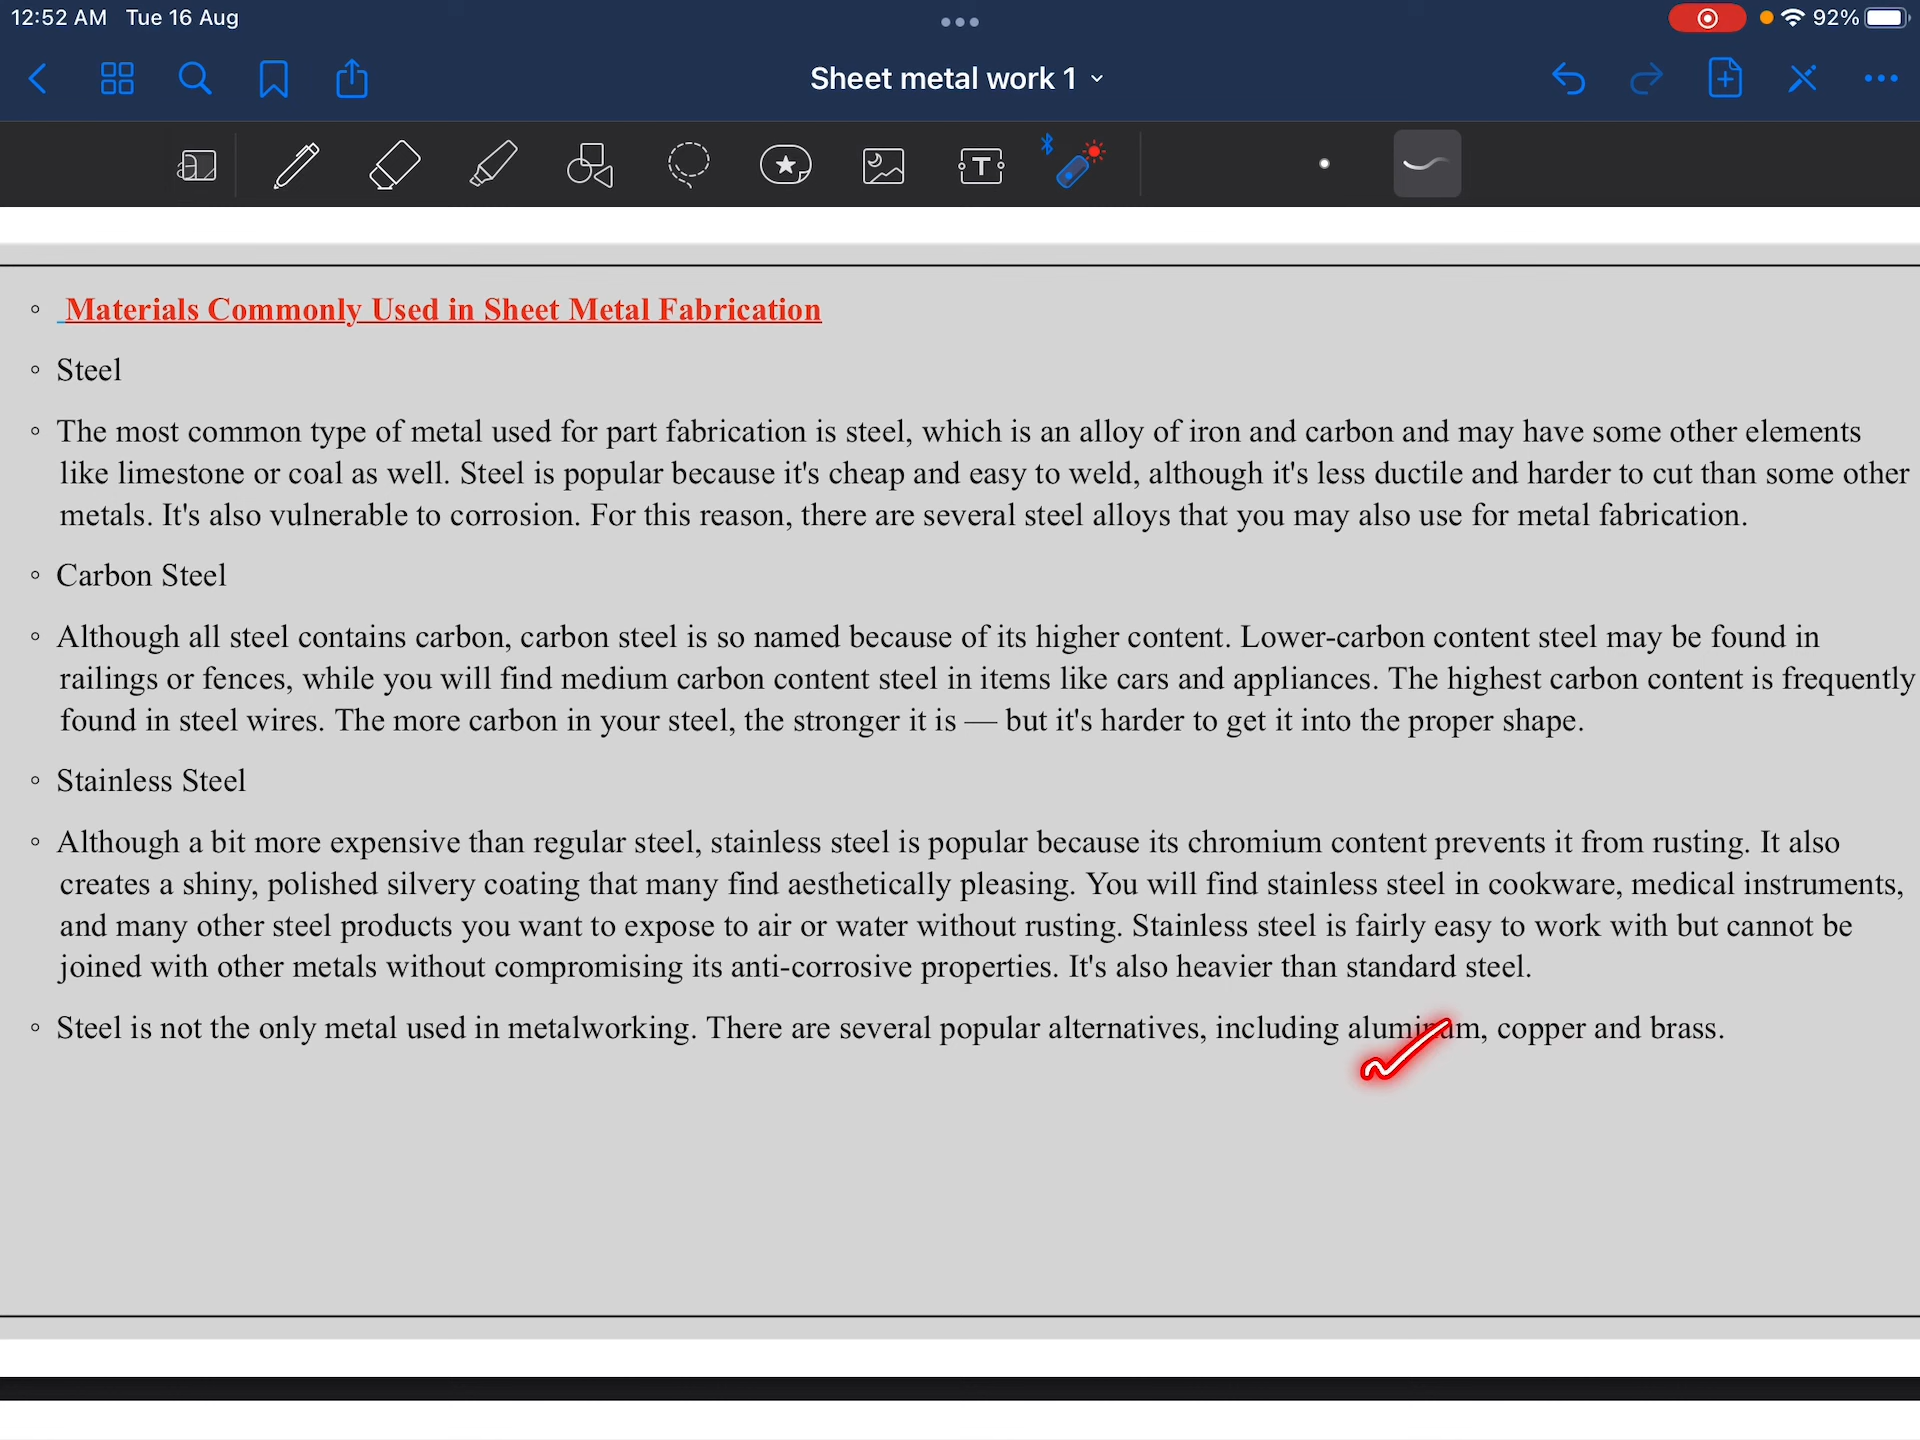 12:52 AM Tue 16 Aug
92%
Sheet metal work 1
T
Materials Commonly Used in Sheet Metal Fabrication
Steel
The most common type of metal used for part fabrication is steel, which is an alloy of iron and carbon and may have some other elements
like limestone or coal as well. Steel is popular because it's cheap and easy to weld, although it's less ductile and harder to cut than some other
metals. It's also vulnerable to corrosion. For this reason, there are several steel alloys that you may also use for metal fabrication.
Carbon Steel
Although all steel contains carbon, carbon steel is so named because of its higher content. Lower-carbon content steel may be found in
railings or fences, while you will find medium carbon content steel in items like cars and appliances. The highest carbon content is frequently
found in steel wires. The more carbon in your steel, the stronger it is — but it's harder to get it into the proper shape.
Stainless Steel
Although a bit more expensive than regular steel, stainless steel is popular because its chromium content prevents it from rusting. It also
creates a shiny, polished silvery coating that many find aesthetically pleasing. You will find stainless steel in cookware, medical instruments,
and many other steel products you want to expose to air or water without rusting. Stainless steel is fairly easy to work with but cannot be
joined with other metals without compromising its anti-corrosive properties. It's also heavier than standard steel.
Steel is not the only metal used in metalworking. There are several popular alternatives, including aluminum, copper and brass.